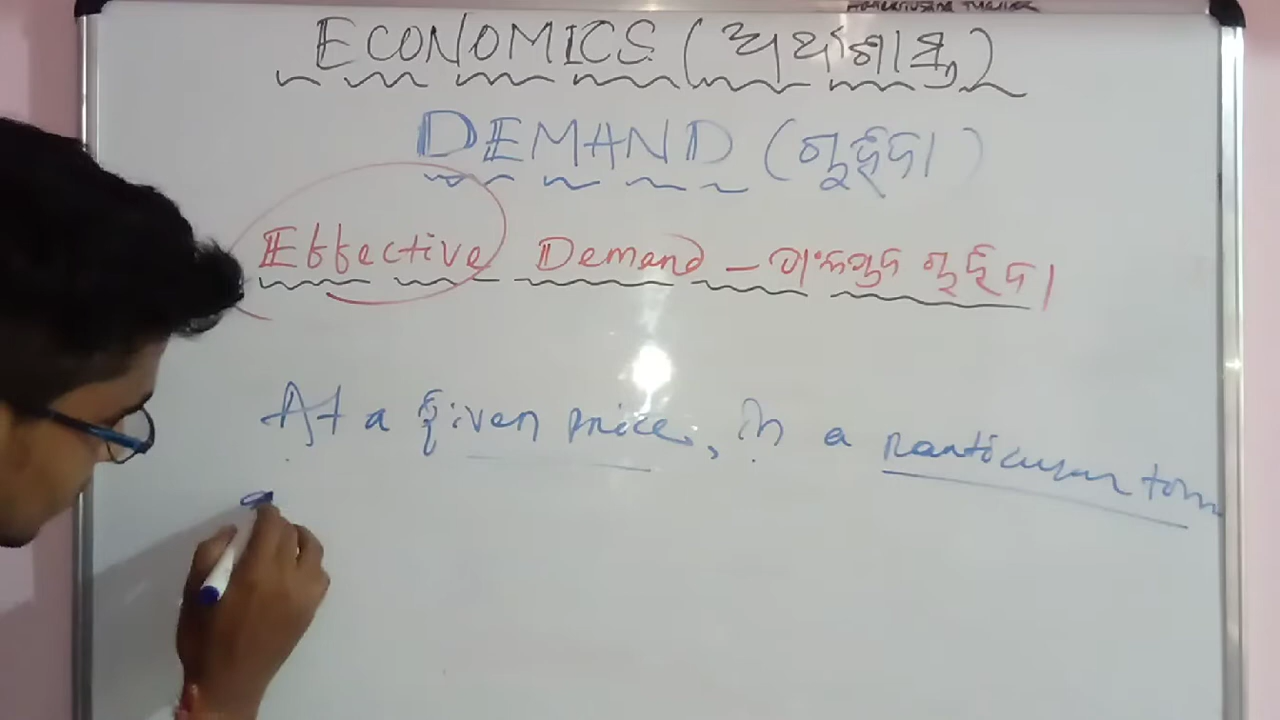 ECONOMICS (ଅର୍ଥଶାସ୍ତ୍ର)
DEMAND (ଚାହିଦା)
Effective Demand – ଚାହିଦା
At a given price, in a particular